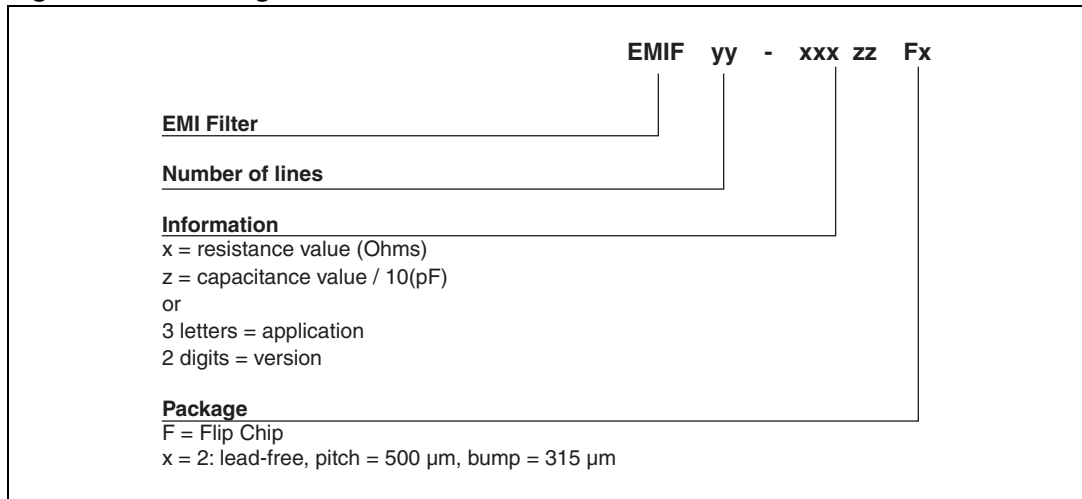 EMIF yy - xxx zz Fx
EMI Filter
Number of lines
Information
x = resistance value (Ohms)
z = capacitance value / 10(pF)
or
3 letters = application
2 digits = version
Package
F = Flip Chip
x = 2: lead-free, pitch = 500 µm, bump = 315 µm